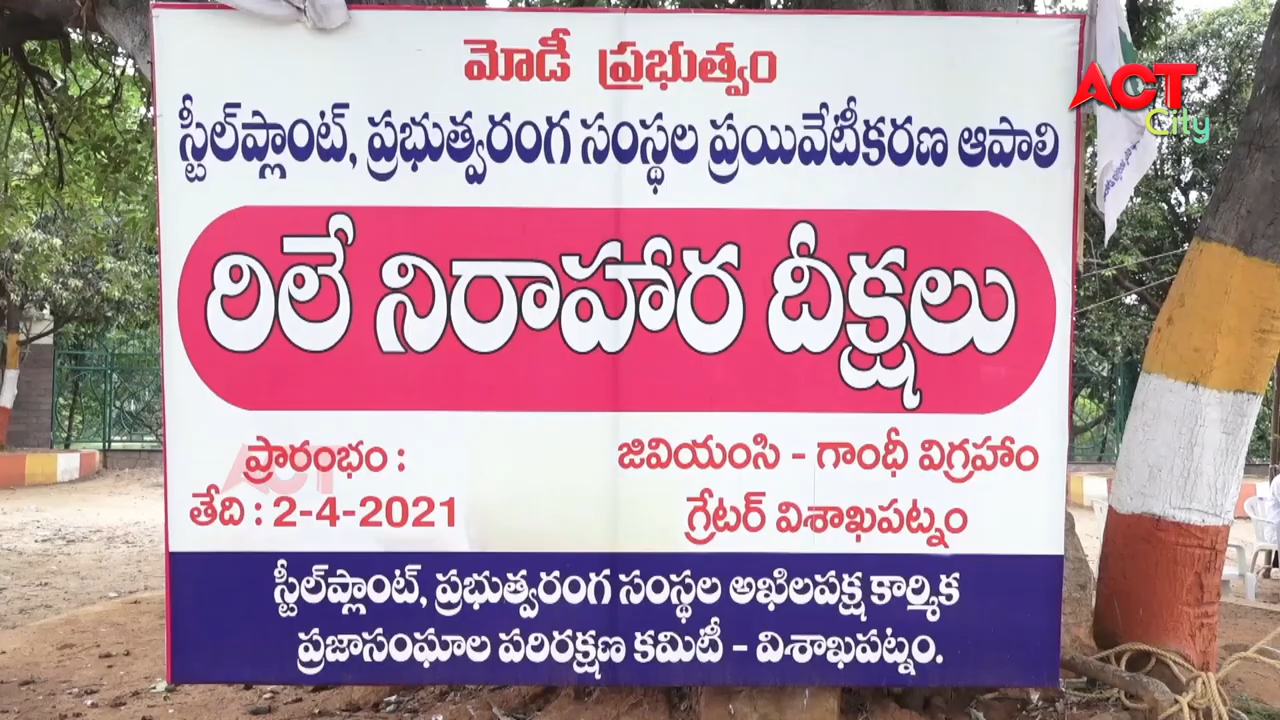 మోడీ ప్రభుత్వం
స్టీల్‌ప్లాంట్, ప్రభుత్వరంగ సంస్థల ప్రయివేటీకరణ ఆపాలి
రిలే నిరాహార దీక్షలు
ప్రారంభం :
తేది : 2-4-2021
జివియంసి - గాంధీ విగ్రహాం
గ్రేటర్ విశాఖపట్నం
స్టీల్‌ప్లాంట్, ప్రభుత్వరంగ సంస్థల అఖిలపక్ష కార్మిక
ప్రజాసంఘాల పరిరక్షణ కమిటీ - విశాఖపట్నం.
ACT
City
ACT